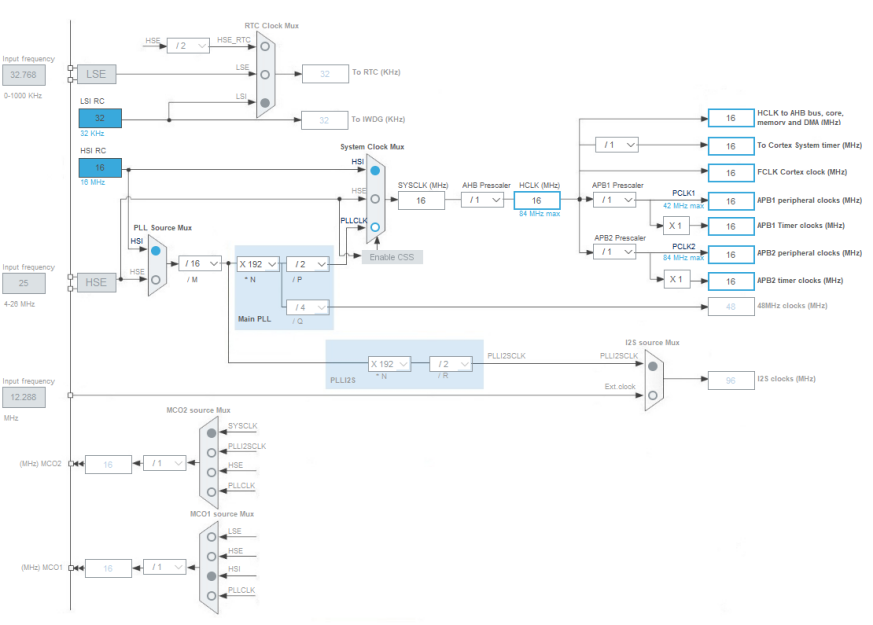 RTC Clock Mux
HSE
/ 2
HSE_RTC
Input frequency
32.768
0-1000 KHz
LSE
LSE
32
To RTC (KHz)
LSI RC
32
32 KHz
LSI
32
To IWDG (KHz)
HSI RC
16
16 MHz
System Clock Mux
HSI
HSE
PLLCLK
Enable CSS
SYSCLK (MHz)
16
AHB Prescaler
/ 1
HCLK (MHz)
16
84 MHz max
16
HCLK to AHB bus, core,
memory and DMA (MHz)
/ 1
16
To Cortex System timer (MHz)
16
FCLK Cortex clock (MHz)
APB1 Prescaler
/ 1
PCLK1
42 MHz max
16
APB1 peripheral clocks (MHz)
X 1
16
APB1 Timer clocks (MHz)
APB2 Prescaler
/ 1
PCLK2
84 MHz max
16
APB2 peripheral clocks (MHz)
X 1
16
APB2 timer clocks (MHz)
48
48MHz clocks (MHz)
PLL Source Mux
HSI
HSE
Input frequency
25
4-26 MHz
HSE
/ 16
/ M
X 192
* N
/ 2
/ P
/ 4
/ Q
Main PLL
X 192
* N
/ 2
/ R
PLLI2S
PLLI2SCLK
I2S source Mux
PLLI2SCLK
Ext.clock
96
I2S clocks (MHz)
Input frequency
12.288
MHz
MCO2 source Mux
SYSCLK
PLLI2SCLK
HSE
PLLCLK
(MHz) MCO2
16
/ 1
MCO1 source Mux
LSE
HSE
HSI
PLLCLK
(MHz) MCO1
16
/ 1